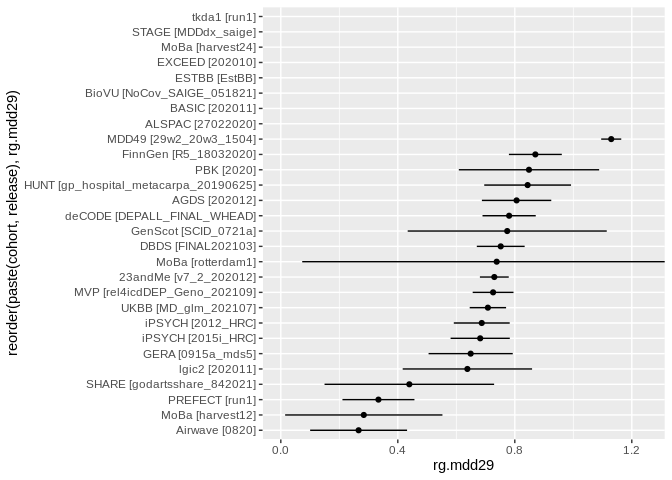 tkda1 [run1]
STAGE [MDDdx_saige]
MoBa [harvest24]
EXCEED [202010]
ESTBB [EstBB]
BioVU [NoCov_SAIGE_051821]
BASIC [202011]
ALSPAC [27022020]
MDD49 [29w2_20w3_1504]
FinnGen [R5_18032020]
PBK [2020]
HUNT [gp_hospital_metacarpa_20190625]
AGDS [202012]
deCODE [DEPALL_FINAL_WHEAD]
GenScot [SCID_0721a]
DBDS [FINAL202103]
MoBa [rotterdam1]
23andMe [v7_2_202012]
MVP [rel4icdDEP_Geno_202109]
UKBB [MD_glm_202107]
iPSYCH [2012_HRC]
iPSYCH [2015i_HRC]
GERA [0915a_mds5]
lgic2 [202011]
SHARE [godartsshare_842021]
PREFECT [run1]
MoBa [harvest12]
Airwave [0820]
reorder(paste(cohort, release), rg.mdd29)
0.0 0.4 0.8 1.2
rg.mdd29